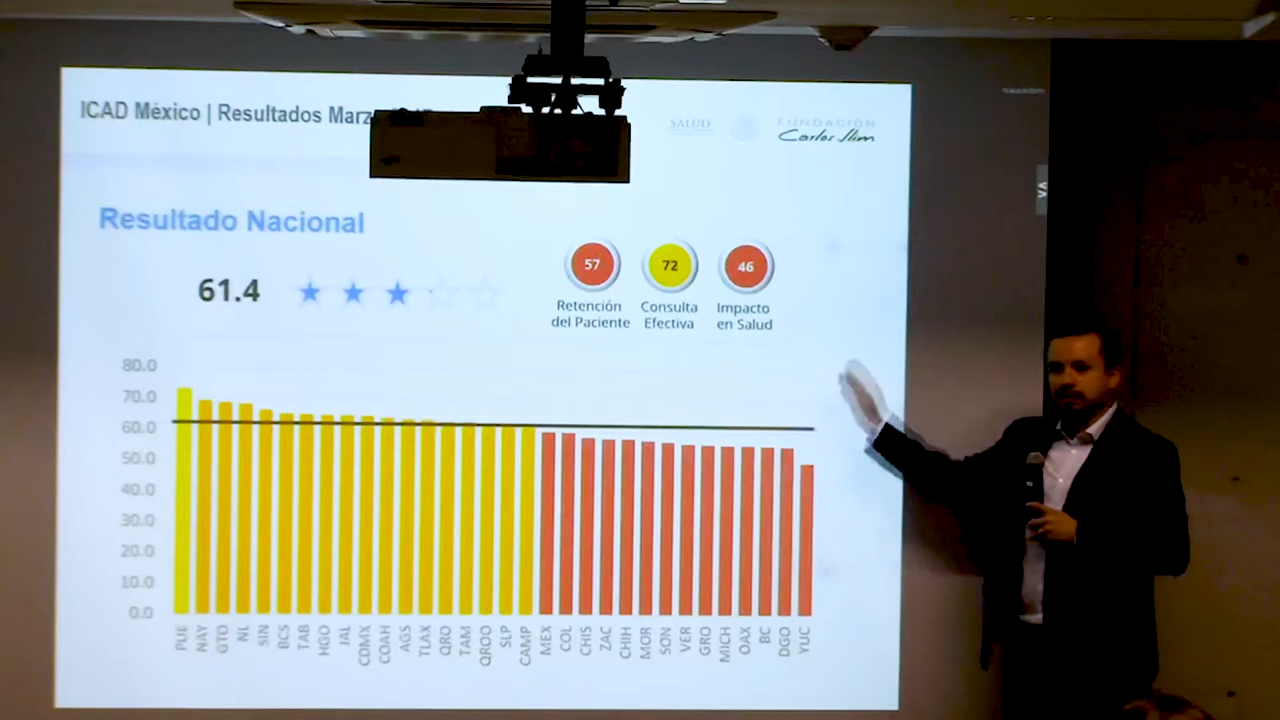 ICAD México | Resultados
SALUD
FUNDACIÓN
Carlos Slim
Resultado Nacional
61.4
57
72
46
Retención
del Paciente
Consulta
Efectiva
Impacto
en Salud
80.0
70.0
60.0
50.0
40.0
30.0
20.0
10.0
0.0
PUE
NAY
GTO
NL
SIN
BCS
TAB
HGO
JAL
CDMX
COAH
AGS
TLAX
QRO
TAM
QROO
SLP
CAMP
MEX
COL
CHIS
ZAC
CHIH
MOR
SON
VER
GRO
MICH
OAX
BC
DGO
YUC